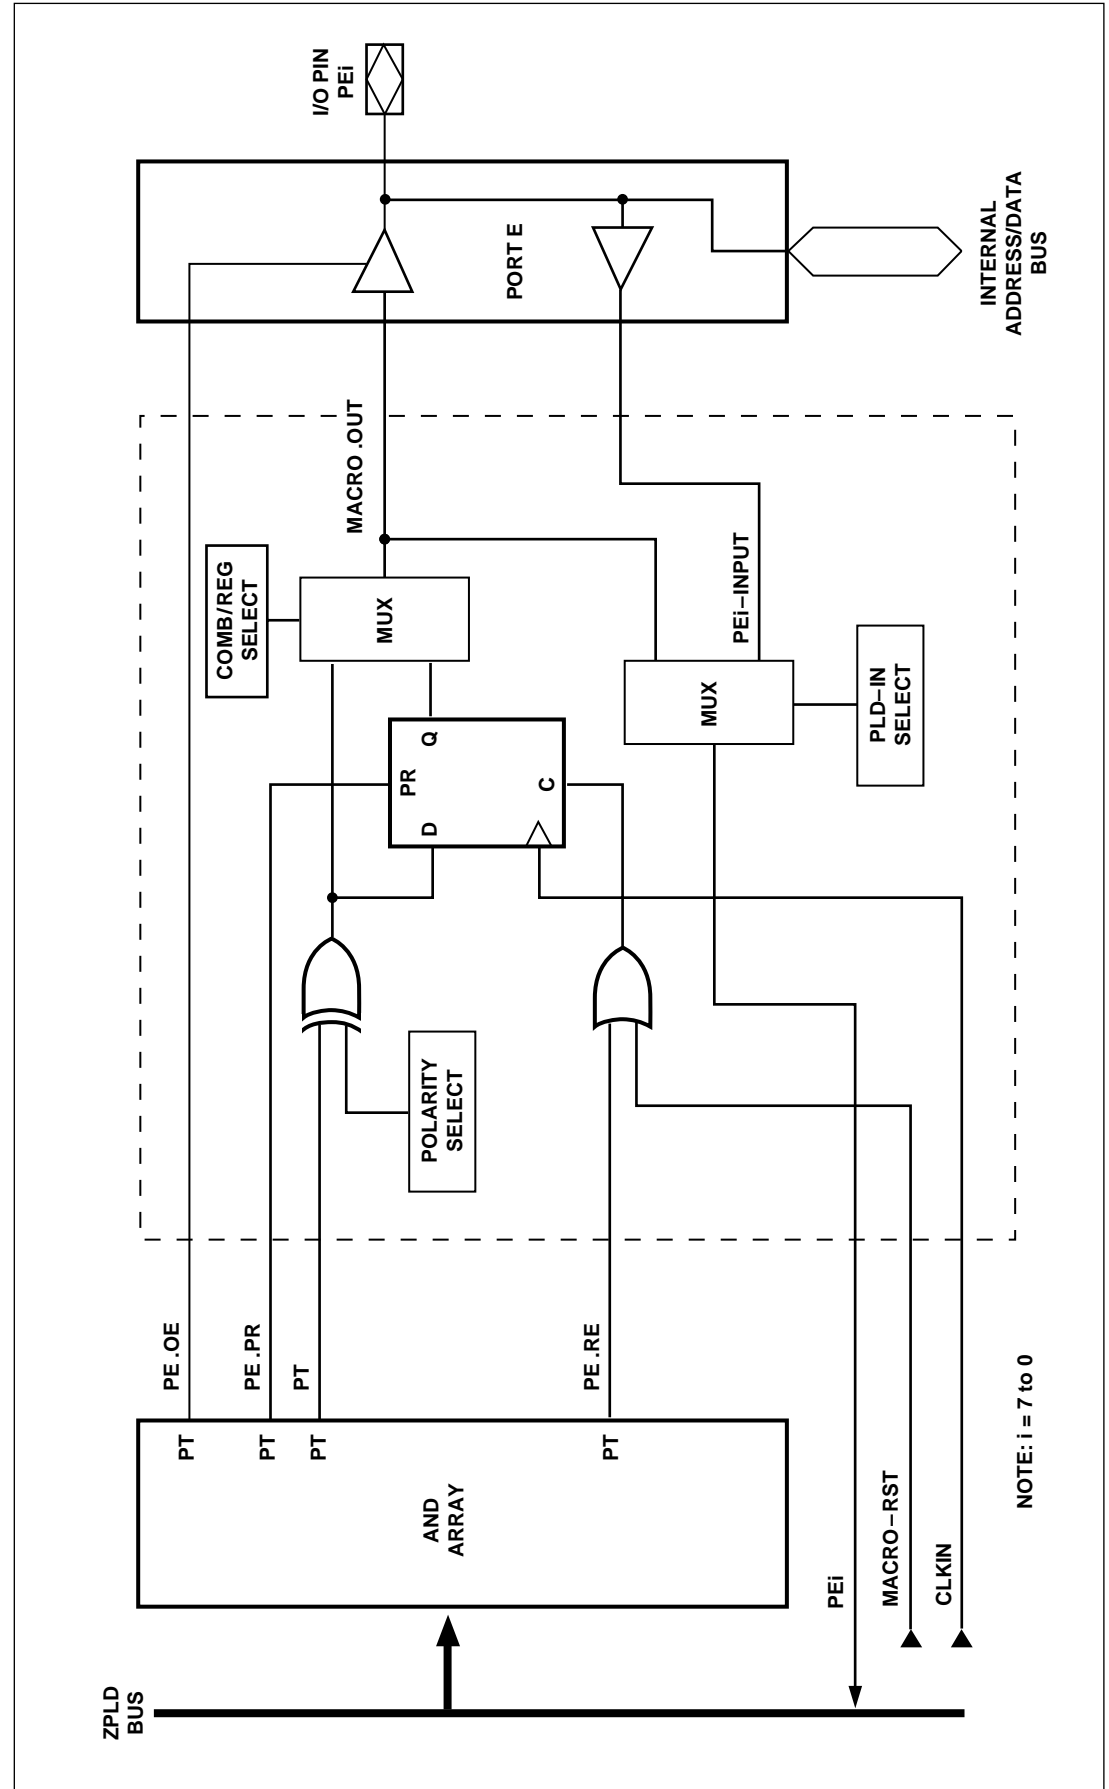 ZPLD
BUS
AND
ARRAY
PT
PT
PT
PT
PE .OE
PE .PR
PT
PE .RE
PEi
MACRO–RST
CLKIN
NOTE: i = 7 to 0
POLARITY
SELECT
D
PR
Q
C
COMB/REG
SELECT
MUX
MACRO .OUT
MUX
PEi–INPUT
PLD–IN
SELECT
PORT E
I/O PIN
PEi
INTERNAL
ADDRESS/DATA
BUS